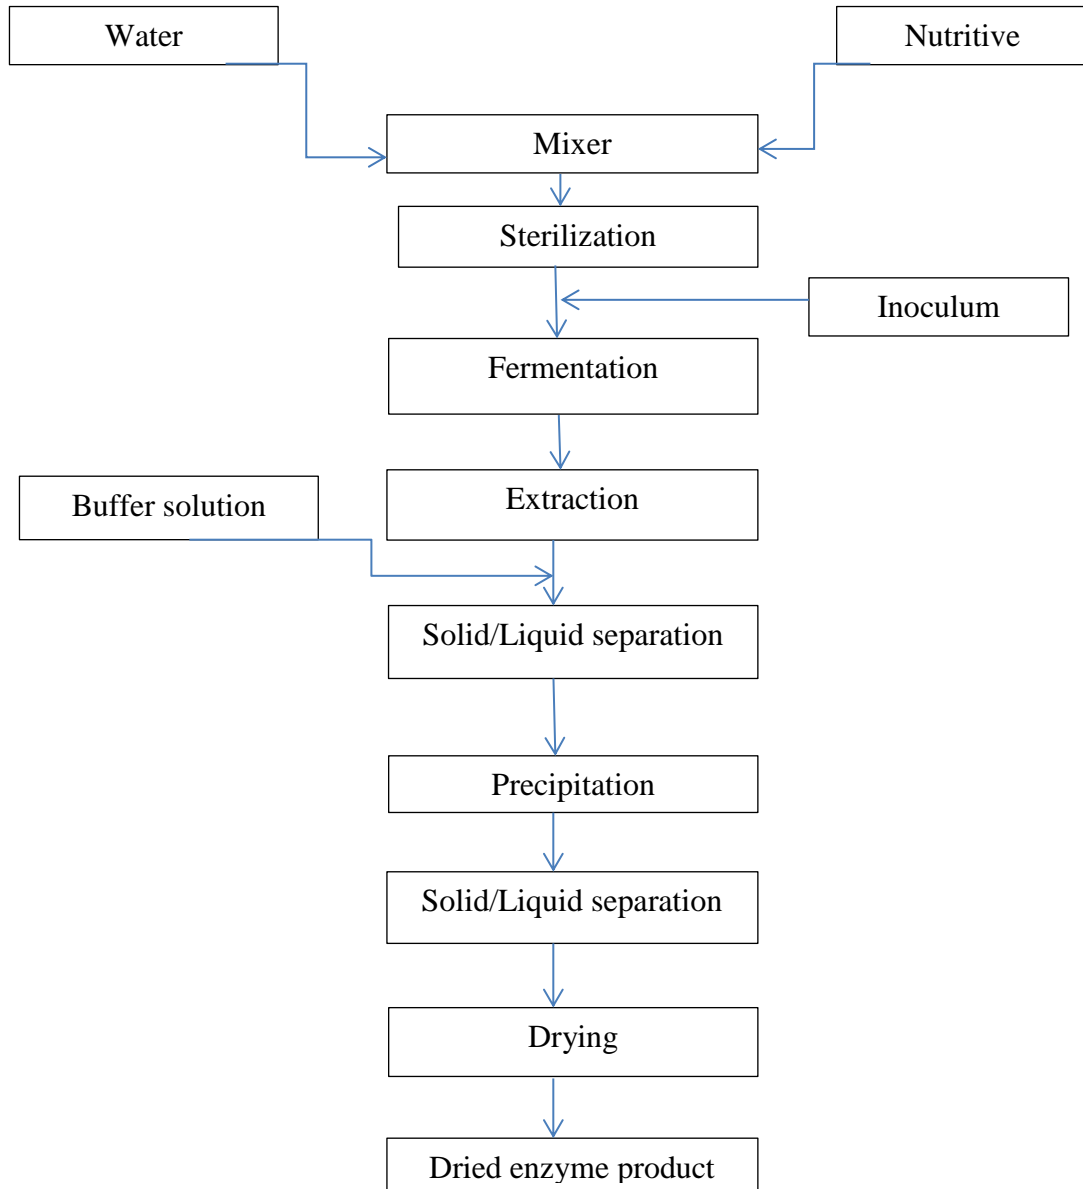 Water
Nutritive
Mixer
Sterilization
Inoculum
Fermentation
Extraction
Buffer solution
Solid/Liquid separation
Precipitation
Solid/Liquid separation
Drying
Dried enzyme product